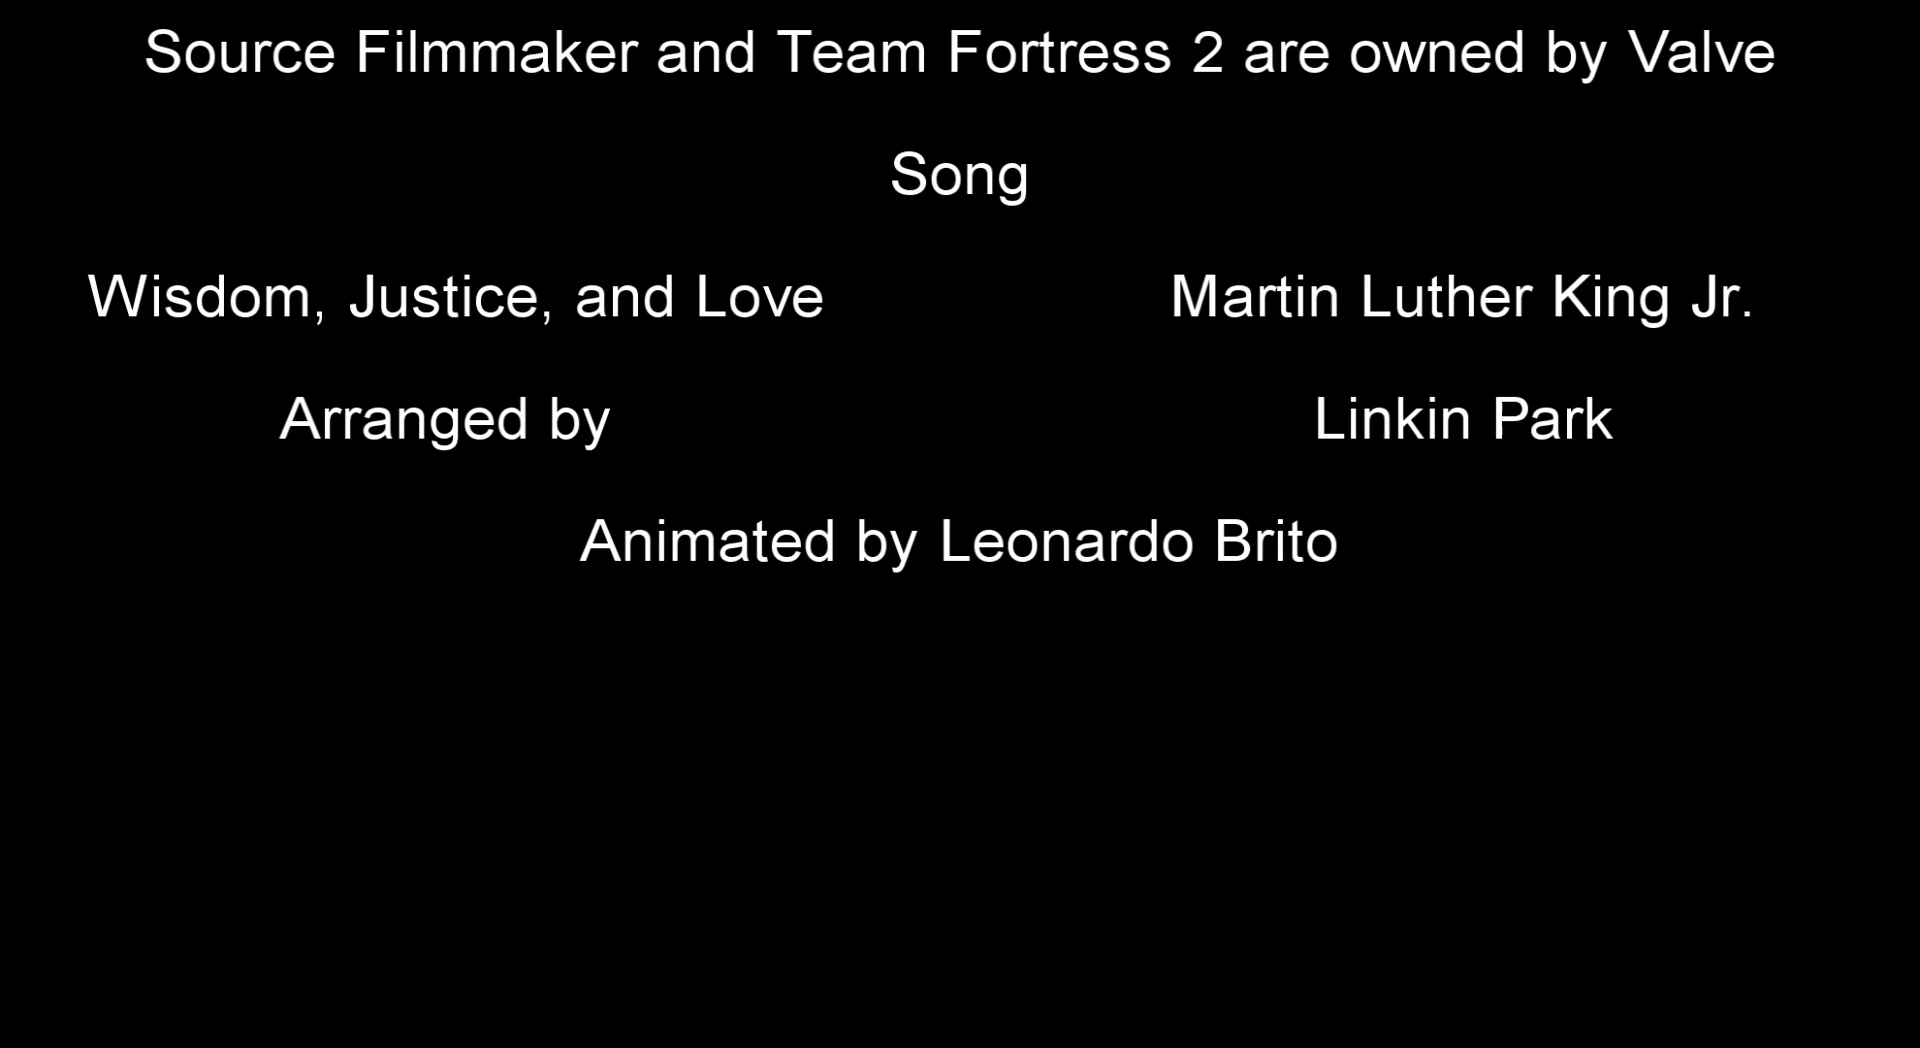 Source Filmmaker and Team Fortress 2 are owned by Valve
Song
Wisdom, Justice, and Love Martin Luther King Jr.
Arranged by Linkin Park
Animated by Leonardo Brito